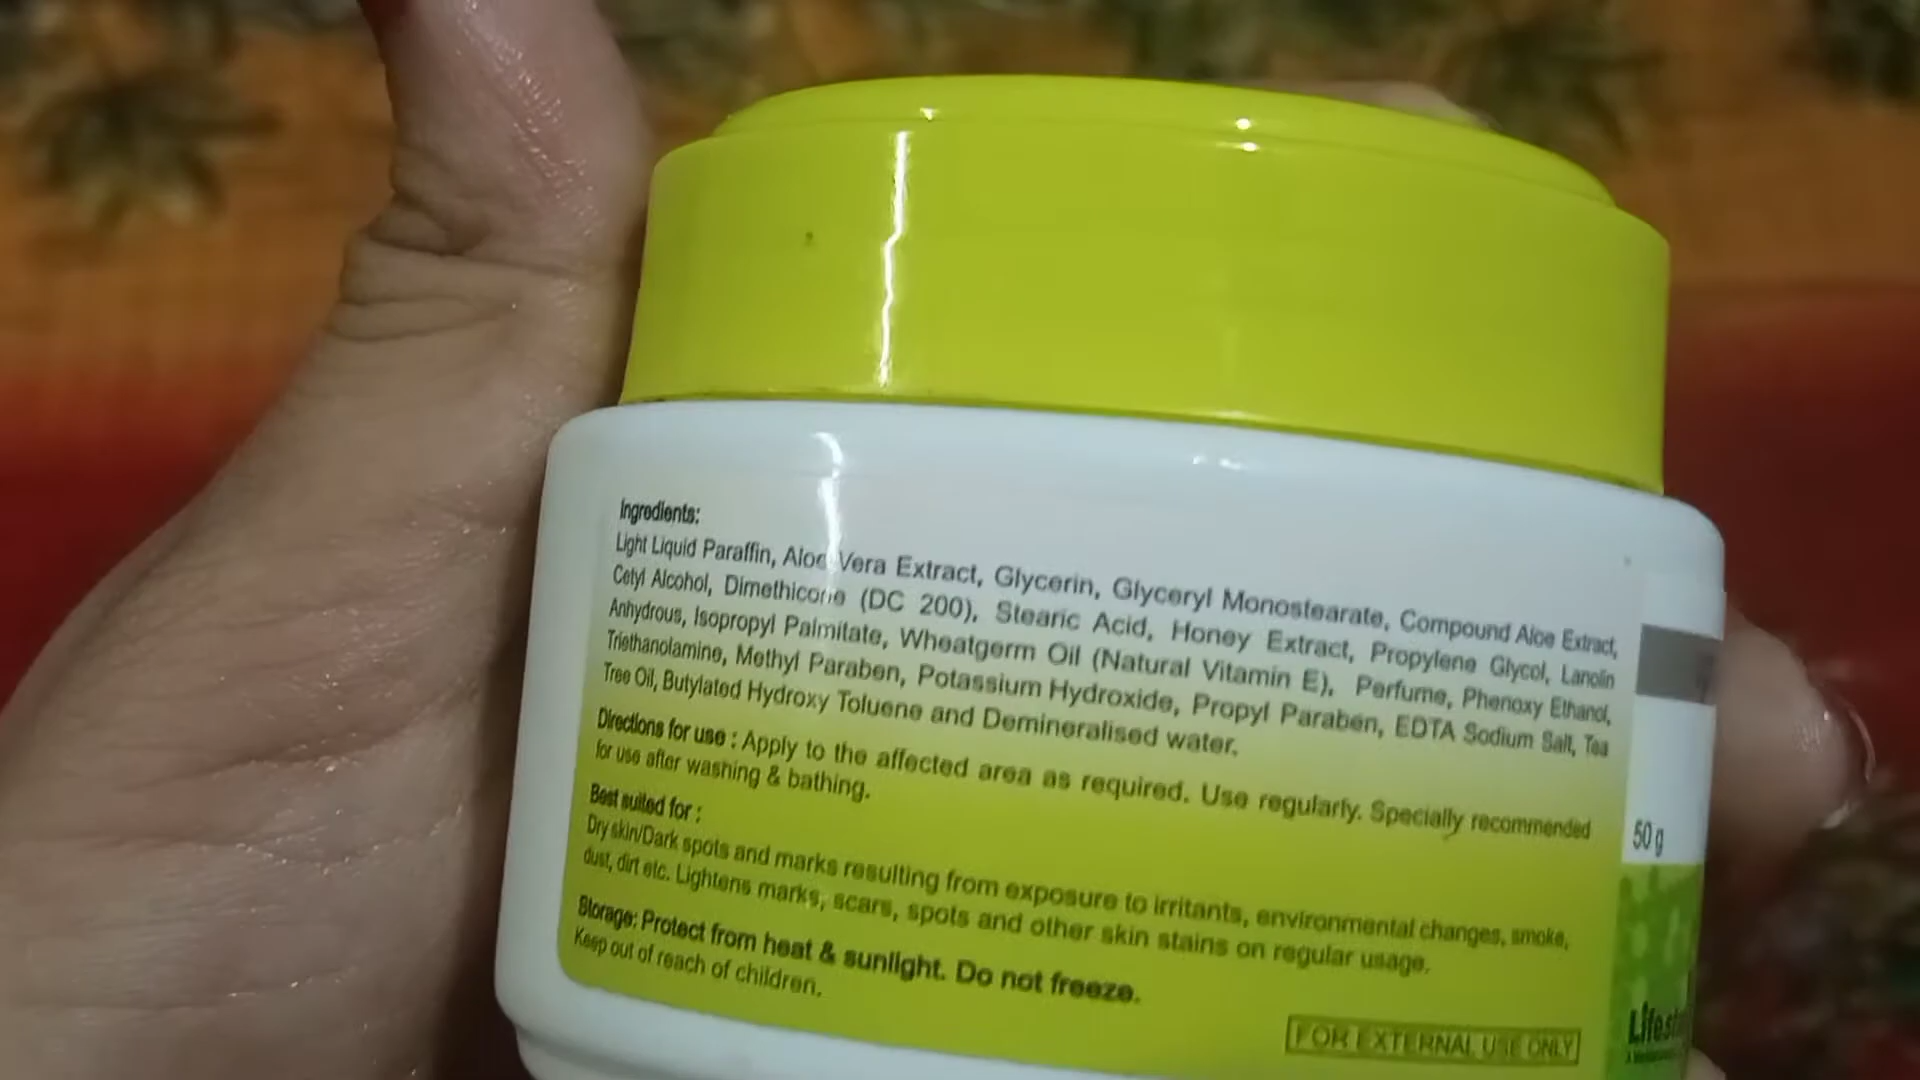 Ingredients:
Light Liquid Paraffin, Aloe Vera Extract, Glycerin, Glyceryl Monostearate, Compound Aloe Extract,
Cetyl Alcohol, Dimethicone (DC 200), Stearic Acid, Honey Extract, Propylene Glycol, Lanolin
Anhydrous, Isopropyl Palmitate, Wheatgerm Oil (Natural Vitamin E), Perfume, Phenoxy Ethanol,
Triethanolamine, Methyl Paraben, Potassium Hydroxide, Propyl Paraben, EDTA Sodium Salt, Tea
Tree Oil, Butylated Hydroxy Toluene and Demineralised water.
Directions for use : Apply to the affected area as required. Use regularly. Specially recommended
for use after washing & bathing.
Best suited for :
Dry skin/Dark spots and marks resulting from exposure to irritants, environmental changes, smoke,
dust, dirt etc. Lightens marks, scars, spots and other skin stains on regular usage.
Storage: Protect from heat & sunlight. Do not freeze.
Keep out of reach of children.
FOR EXTERNAL USE ONLY
50 g